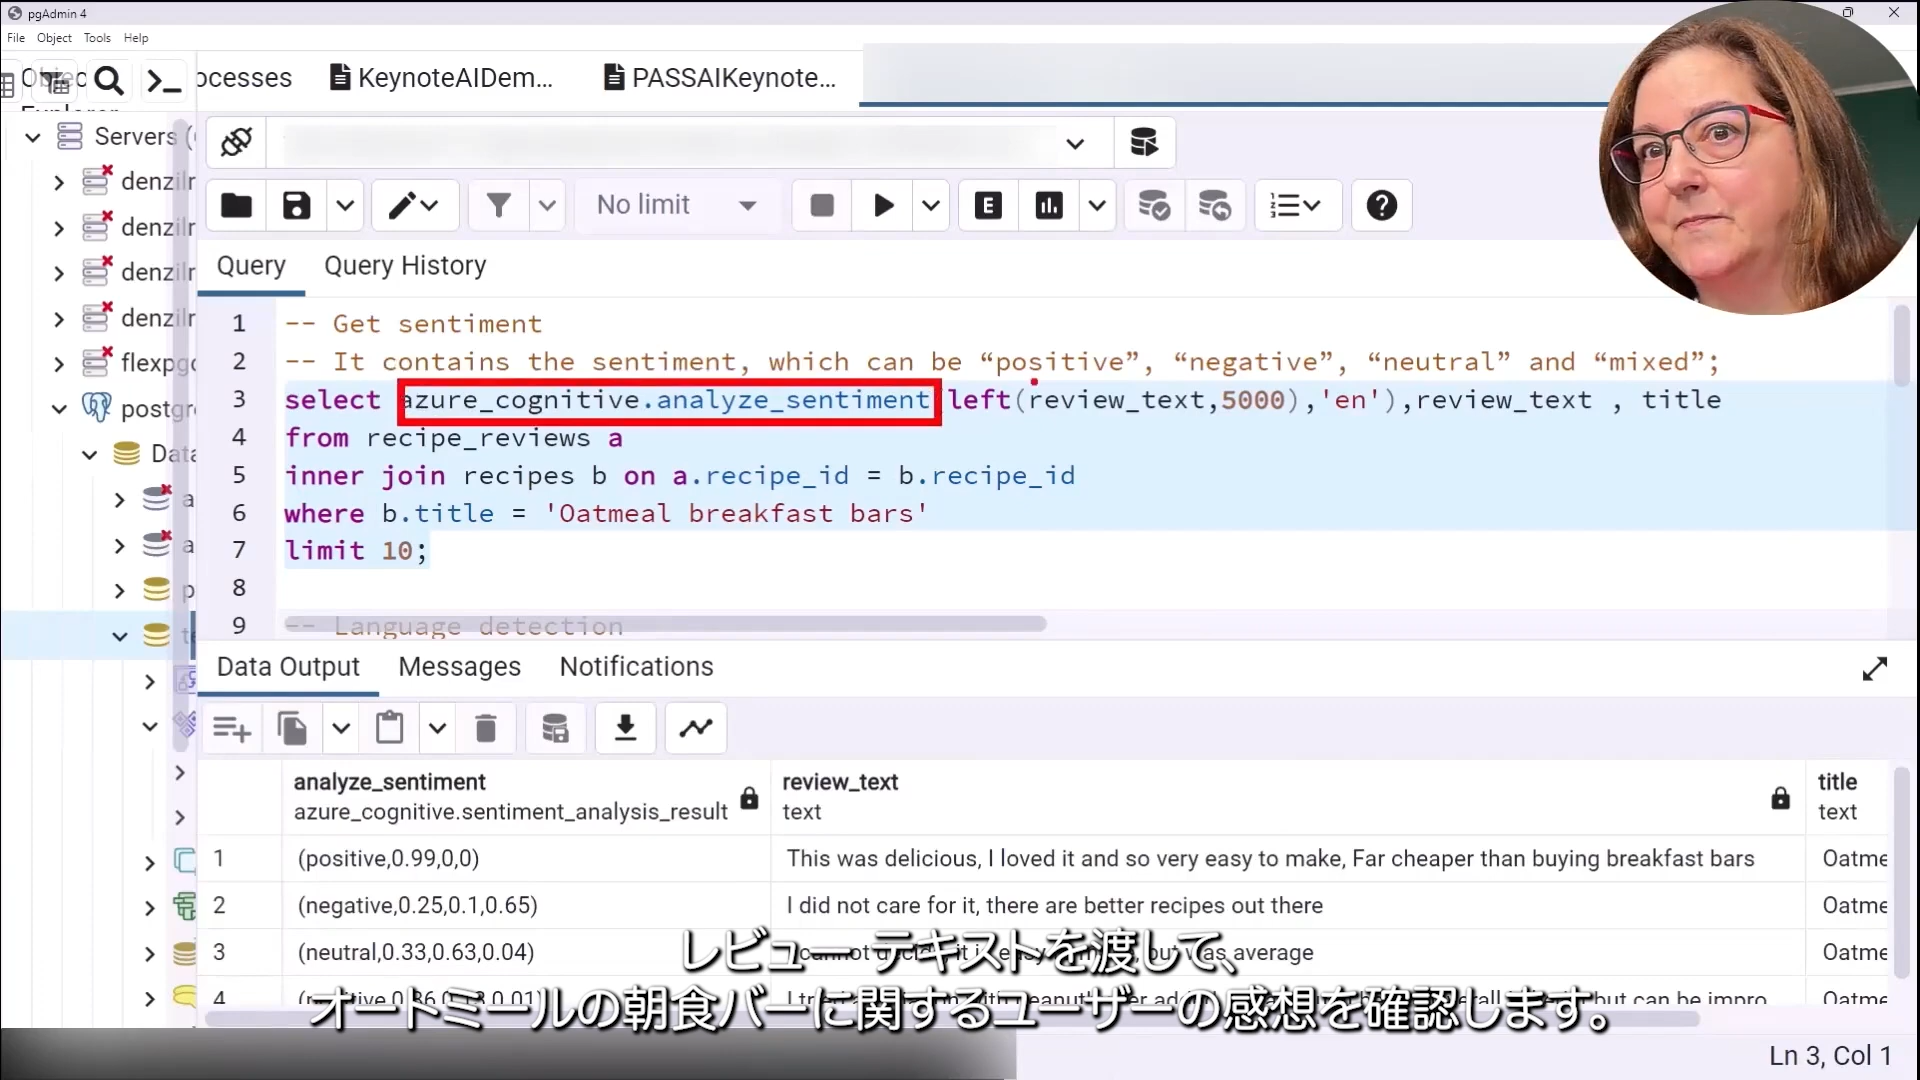 pgAdmin 4
File Object Tools Help
ocesses
KeynoteAIDem...
PASSAIKeynote...
Servers (
denzilr
denzilr
denzilr
denzilr
flexpg
postgr
Data
No limit
E
Query
Query History
1 -- Get sentiment
2 -- It contains the sentiment, which can be “positive”, “negative”, “neutral” and “mixed”;
3 select azure_cognitive.analyze_sentiment left(review_text,5000),'en'),review_text , title
4 from recipe_reviews a
5 inner join recipes b on a.recipe_id = b.recipe_id
6 where b.title = 'Oatmeal breakfast bars'
7 limit 10;
8
9 -- Language detection
Data Output
Messages
Notifications
analyze_sentiment
azure_cognitive.sentiment_analysis_result
review_text
text
title
text
1 (positive,0.99,0,0) This was delicious, I loved it and so very easy to make, Far cheaper than buying breakfast bars Oatme
2 (negative,0.25,0.1,0.65) I did not care for it, there are better recipes out there Oatme
3 (neutral,0.33,0.63,0.04) was average Oatme
4 but can be impro Oatme
レビュー テキストを渡して、
オートミールの朝食バーに関するユーザーの感想を確認します。
Ln 3, Col 1